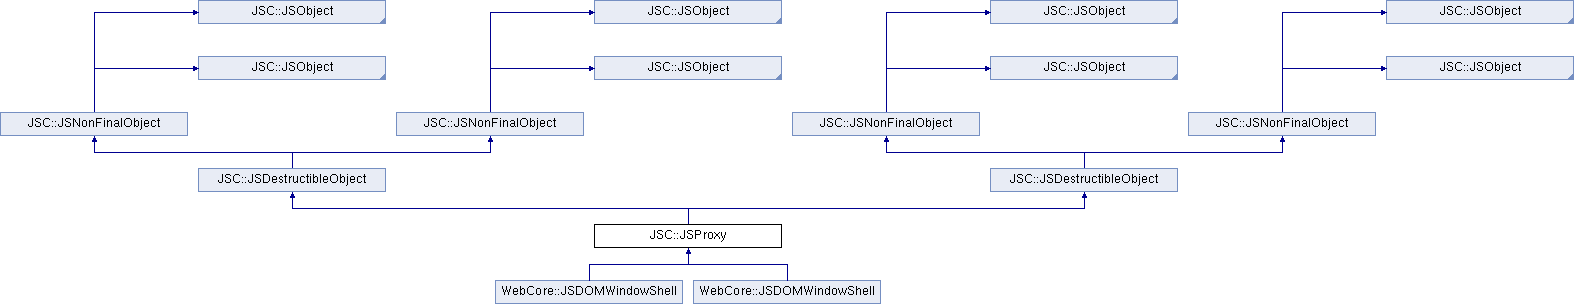 JSC::JSObject JSC::JSObject JSC::JSObject JSC::JSObject
JSC::JSObject JSC::JSObject JSC::JSObject JSC::JSObject
JSC::JSNonFinalObject JSC::JSNonFinalObject JSC::JSNonFinalObject JSC::JSNonFinalObject
JSC::JSDestructibleObject JSC::JSDestructibleObject
JSC::JSProxy
WebCore::JSDOMWindowShell WebCore::JSDOMWindowShell